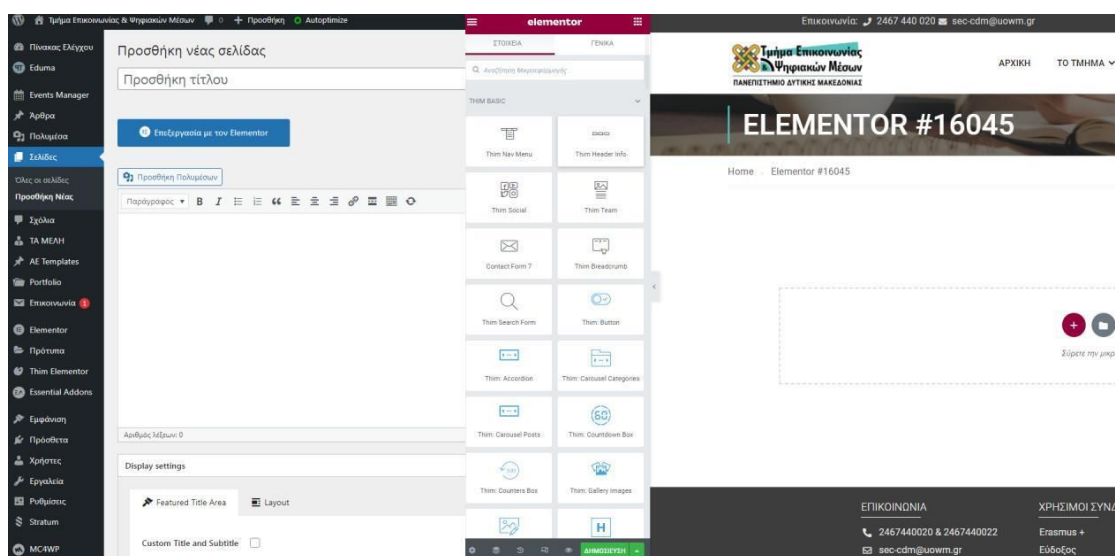 Τμήμα Επικοινωνίας & Ψηφιακών Μέσων
0
Προσθήκη
Autoptimize
Πίνακας Ελέγχου
Eduma
Events Manager
Άρθρα
Πολυμέσα
Σελίδες
Όλες οι σελίδες
Προσθήκη Νέας
Σχόλια
ΤΑ ΜΕΛΗ
AE Templates
Portfolio
Επικοινωνία 1
Elementor
Πρότυπα
Thim Elementor
Essential Addons
Εμφάνιση
Πρόσθετα
Χρήστες
Εργαλεία
Ρυθμίσεις
Stratum
MC4WP
Προσθήκη νέας σελίδας
Προσθήκη τίτλου
Επεξεργασία με τον Elementor
Προσθήκη Πολυμέσων
Παράγραφος
B I
Αριθμός λέξεων: 0
Display settings
Featured Title Area
Layout
Custom Title and Subtitle
elementor
ΣΤΟΙΧΕΙΑ
ΓΕΝΙΚΑ
Αναζήτηση Μικροεφαρμογής:
THIM BASIC
Thim Nav Menu
Thim Header Info
Thim Social
Thim Team
Contact Form 7
Thim Breadcrumb
Thim Search Form
Thim: Button
Thim: Accordion
Thim: Carousel Categories
Thim: Carousel Posts
Thim: Countdown Box
Thim: Counters Box
Thim: Gallery Images
ΔΗΜΟΣΙΕΥΣΗ
Επικοινωνία: 2467 440 020 sec-cdm@uowm.gr
Τμήμα Επικοινωνίας
Ψηφιακών Μέσων
ΠΑΝΕΠΙΣΤΗΜΙΟ ΔΥΤΙΚΗΣ ΜΑΚΕΔΟΝΙΑΣ
ΑΡΧΙΚΗ
ΤΟ ΤΜΗΜΑ
ELEMENTOR #16045
Home
Elementor #16045
Σύρετε την μικρ
ΕΠΙΚΟΙΝΩΝΙΑ
2467440020 & 2467440022
sec-cdm@uowm.gr
ΧΡΗΣΙΜΟΙ ΣΥΝΔ
Erasmus +
Εύδοξος